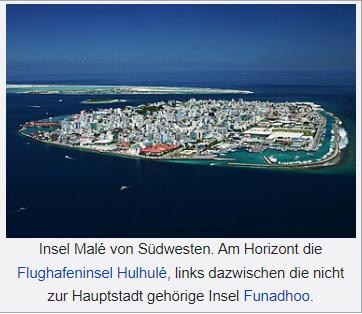 Insel Malé von Südwesten. Am Horizont die
Flughafeninsel Hulhulé, links dazwischen die nicht
zur Hauptstadt gehörige Insel Funadhoo.